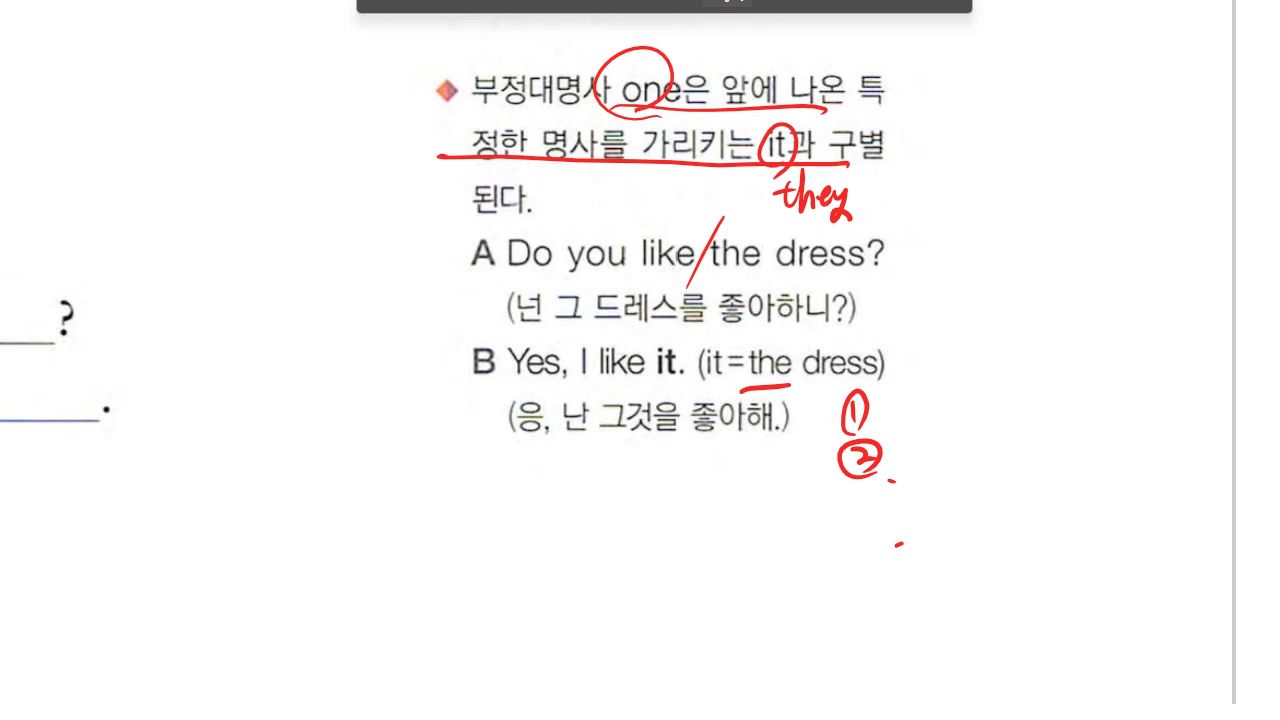 부정대명사 one은 앞에 나온 특
정한 명사를 가리키는 it과 구별
they
된다.
A Do you like the dress?
(넌 그 드레스를 좋아하니?)
?
B Yes, I like it. (it=the dress)
.
(응, 난 그것을 좋아해.)
①
②